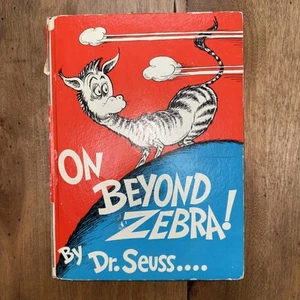 ON
BEYOND
ZEBRA!
By Dr. Seuss....